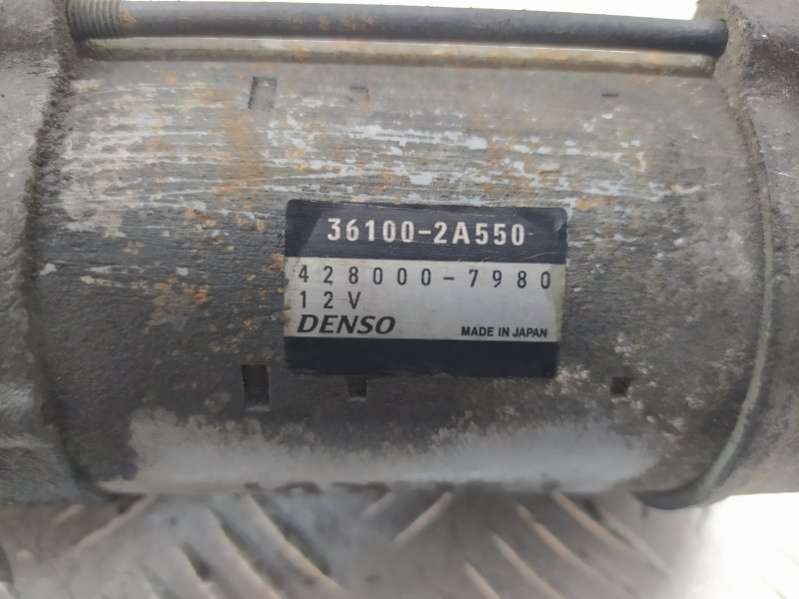 36100-2A550
428000-7980
12V
DENSO MADE IN JAPAN